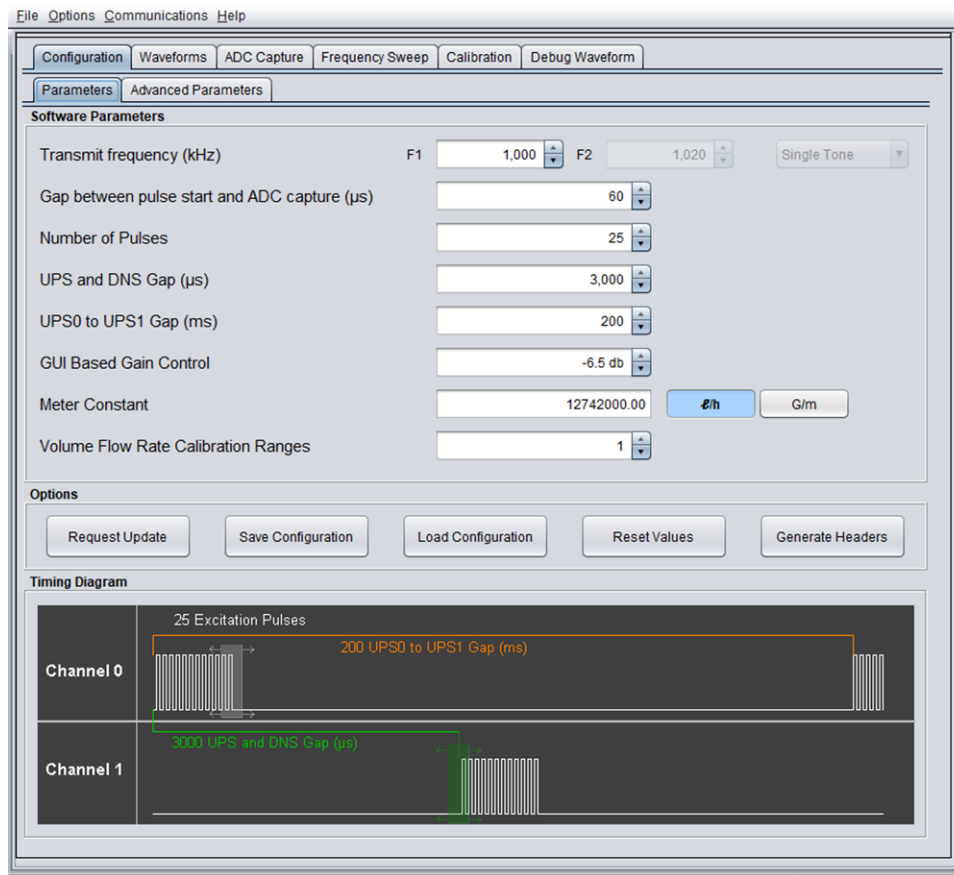 File Options Communications Help
Configuration Waveforms ADC Capture Frequency Sweep Calibration Debug Waveform
Parameters Advanced Parameters
Software Parameters
Transmit frequency (kHz) F1 1,000 F2 1,020 Single Tone
Gap between pulse start and ADC capture (µs) 60
Number of Pulses 25
UPS and DNS Gap (µs) 3,000
UPS0 to UPS1 Gap (ms) 200
GUI Based Gain Control -6.5 db
Meter Constant 12742000.00 ℓ/h G/m
Volume Flow Rate Calibration Ranges 1
Options
Request Update Save Configuration Load Configuration Reset Values Generate Headers
Timing Diagram
25 Excitation Pulses
200 UPS0 to UPS1 Gap (ms)
Channel 0
3000 UPS and DNS Gap (µs)
Channel 1